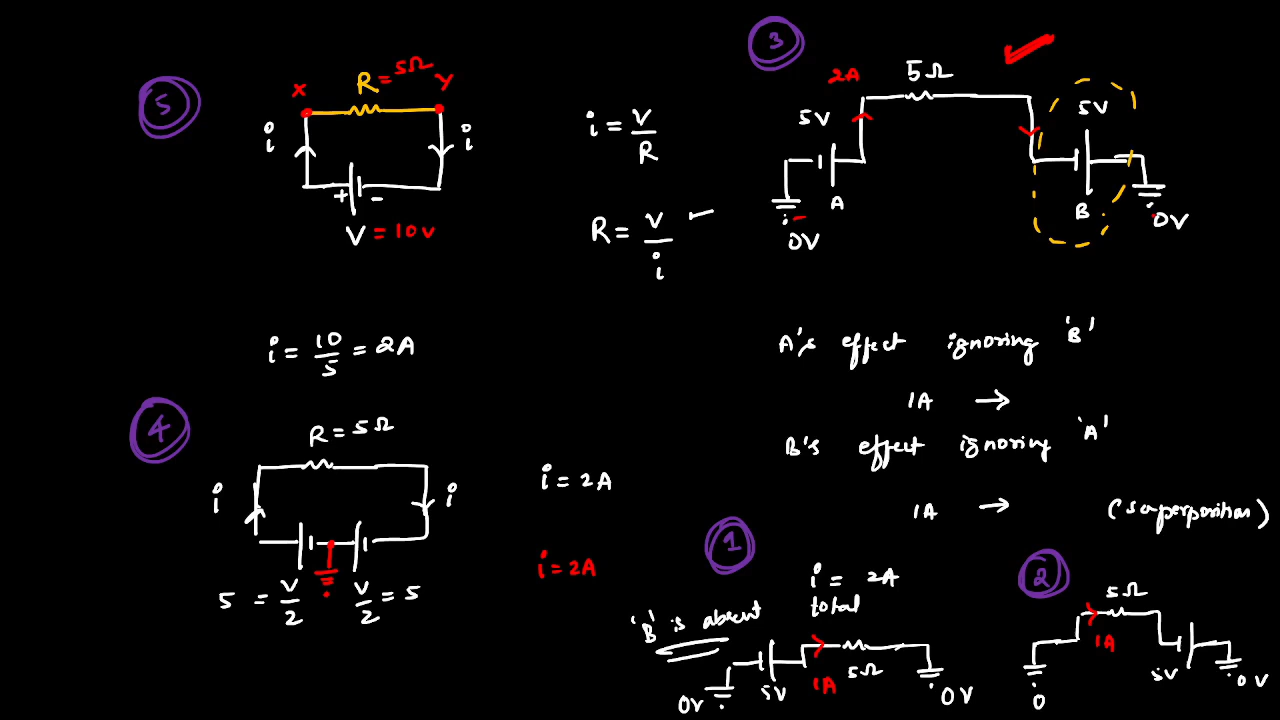 5
R = 5Ω
x
y
i
i
+ -
V = 10V
i = V/R
R = V/i
i = 10/5 = 2A
4
R = 5Ω
i
i
5 = V/2
V/2 = 5
i = 2A
i = 2A
3
2A
5Ω
5V
5V
A
B
0V
0V
A's effect ignoring 'B'
1A →
B's effect ignoring 'A'
1A →
(superposition)
1
i = 2A
total
'B' is absent
0V
5V
1A
5Ω
0V
2
5Ω
1A
5V
0
0V